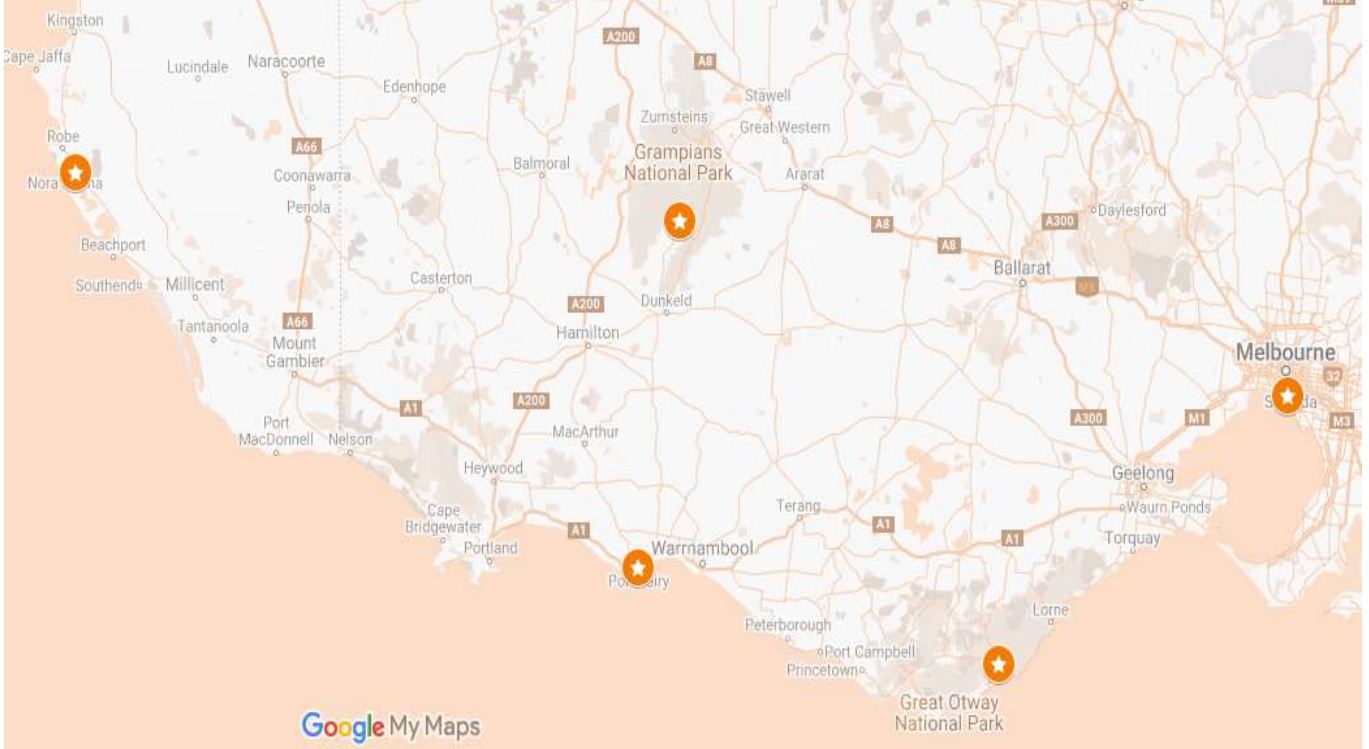 Kingston
Cape Jaffa
Lucindale
Naracoorte
Edenhope
A200
A8
Stawell
Zumsteins
Great Western
Robe
A66
Grampians
National Park
Balmoral
Coonawarra
Ararat
Nora
Penola
A300
Daylesford
A8
A8
Beachport
Ballarat
Southend
Millicent
Casterton
Dunkeld
A200
Tantanoola
A66
Hamilton
Mount
Gambier
Melbourne
32
A200
A1
A300
M1
M3
Port
MacDonnell
Nelson
MacArthur
Heywood
Geelong
Cape
Bridgewater
Terang
Waurn Ponds
A1
A1
A1
Torquay
Portland
Warrnambool
Lorne
Peterborough
Port Campbell
Princetown
Great Otway
National Park
Google My Maps